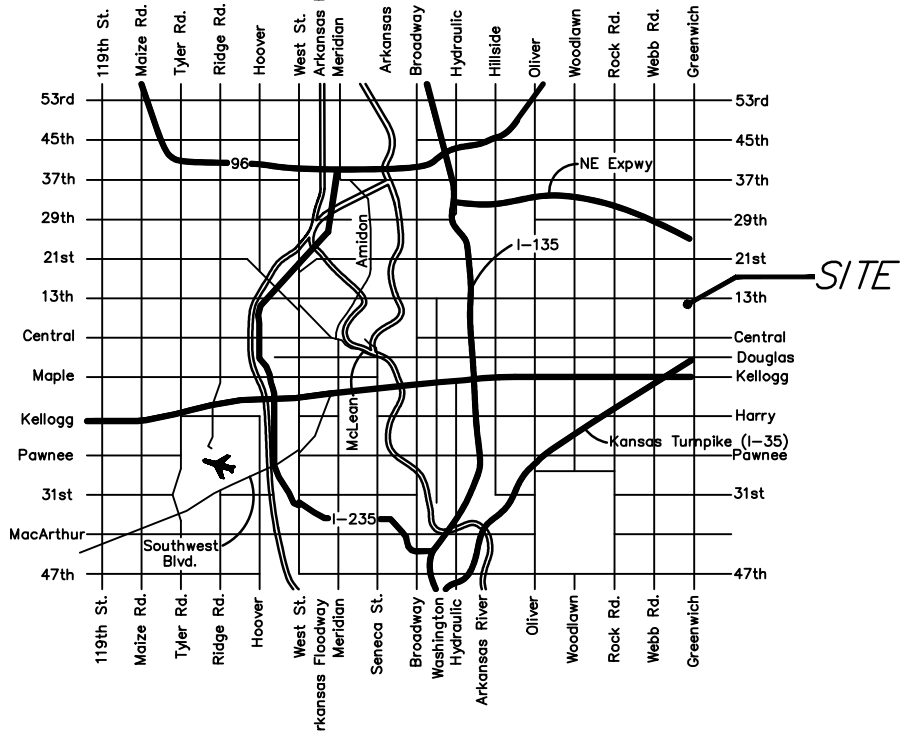 119th St.
Maize Rd.
Tyler Rd.
Ridge Rd.
Hoover
West St.
Arkansas
Meridian
Arkansas
Broadway
Hydraulic
Hillside
Oliver
Woodlawn
Rock Rd.
Webb Rd.
Greenwich
53rd
53rd
45th
45th
96
NE Expwy
37th
37th
29th
29th
Amidon
I-135
21st
21st
SITE
13th
13th
Central
Central
Douglas
Maple
Kellogg
McLean
Kellogg
Harry
Kansas Turnpike (I-35)
Pawnee
Pawnee
31st
31st
I-235
MacArthur
Southwest
Blvd.
47th
47th
119th St.
Maize Rd.
Tyler Rd.
Ridge Rd.
Hoover
West St.
rkansas Floodway
Meridian
Seneca St.
Broadway
Washington
Hydraulic
Arkansas River
Oliver
Woodlawn
Rock Rd.
Webb Rd.
Greenwich